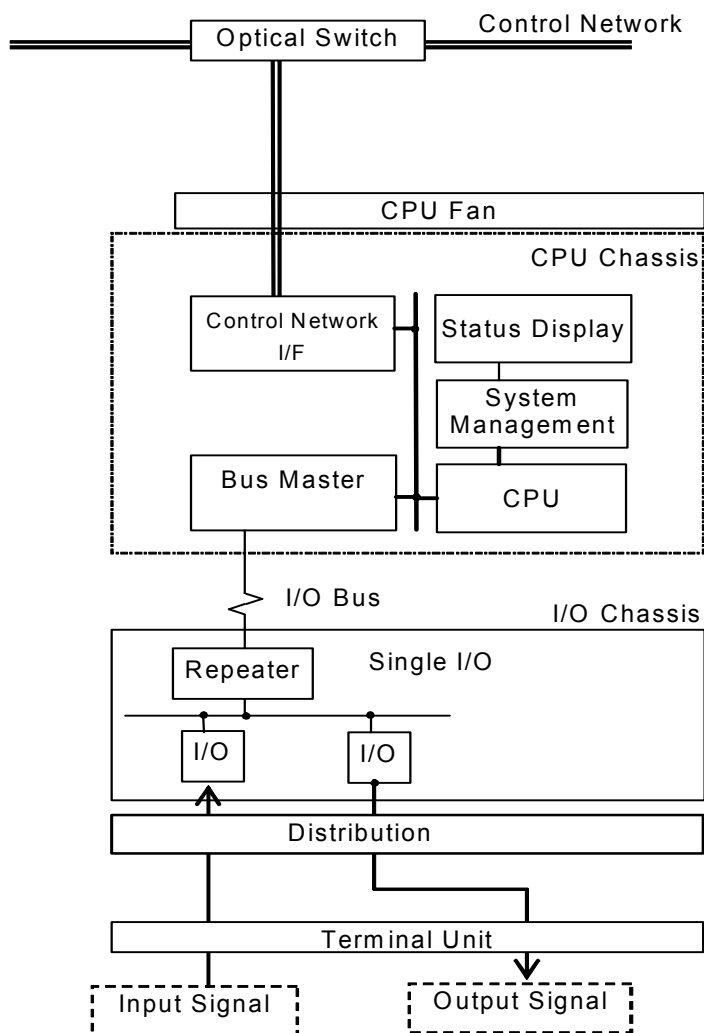 Control Network
Optical Switch
CPU Fan
CPU Chassis
Control Network
I/F
Status Display
System
Management
Bus Master
CPU
I/O Bus
I/O Chassis
Repeater
Single I/O
I/O
I/O
Distribution
Terminal Unit
Input Signal
Output Signal